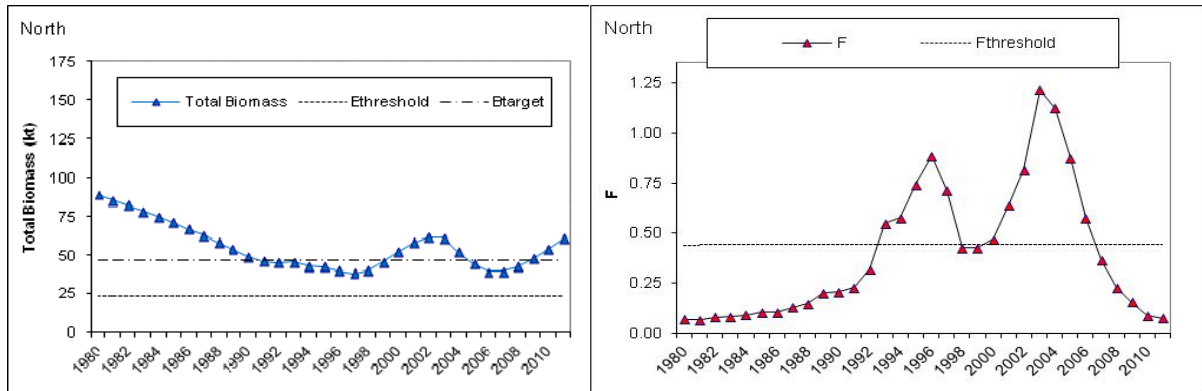 North
175
150
125
100
75
50
25
0
Total Biomass (kt)
Total Biomass Ethreshold Btarget
1980 1982 1984 1986 1988 1990 1992 1994 1996 1998 2000 2002 2004 2006 2008 2010
North
F Fthreshold
1.25
1.00
0.75
0.50
0.25
0.00
F
1980 1982 1984 1986 1988 1990 1992 1994 1996 1998 2000 2002 2004 2006 2008 2010